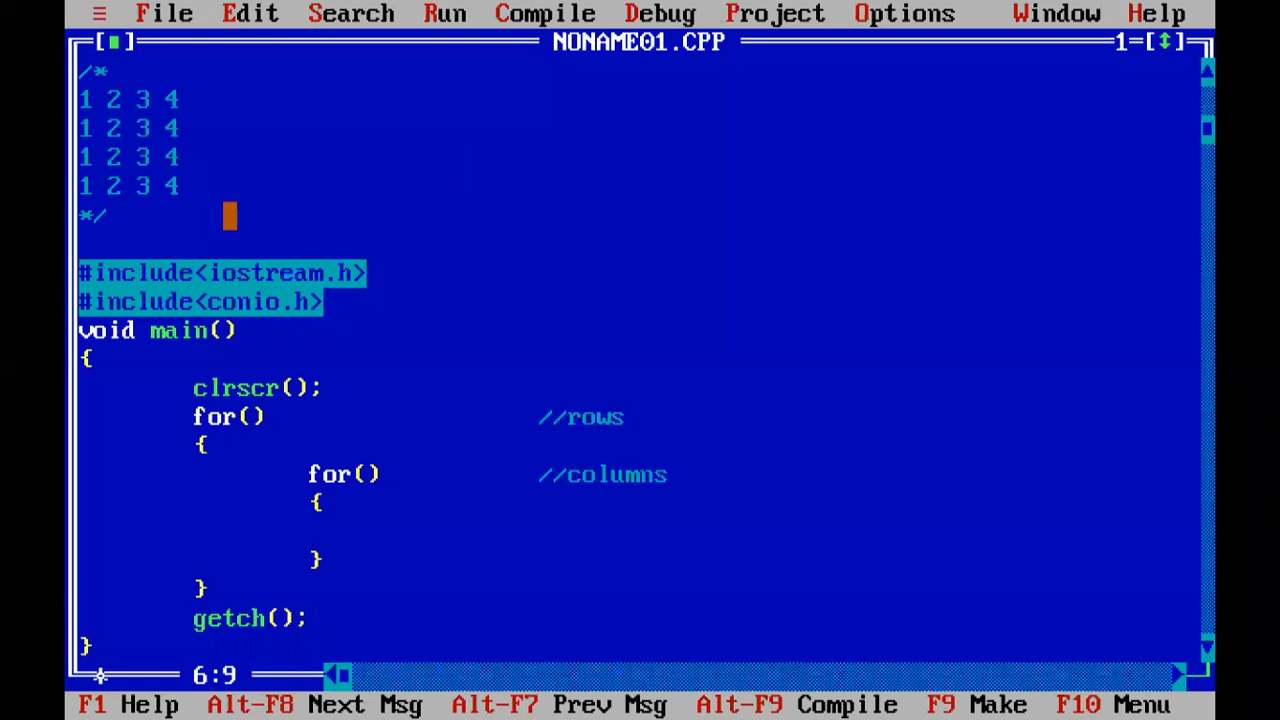 ≡ File Edit Search Run Compile Debug Project Options Window Help
[■] NONAME01.CPP 1=[↕]
/*
1 2 3 4
1 2 3 4
1 2 3 4
1 2 3 4
*/
#include<iostream.h>
#include<conio.h>
void main()
{
clrscr();
for() //rows
{
for() //columns
{
}
}
getch();
}
6:9
F1 Help Alt-F8 Next Msg Alt-F7 Prev Msg Alt-F9 Compile F9 Make F10 Menu